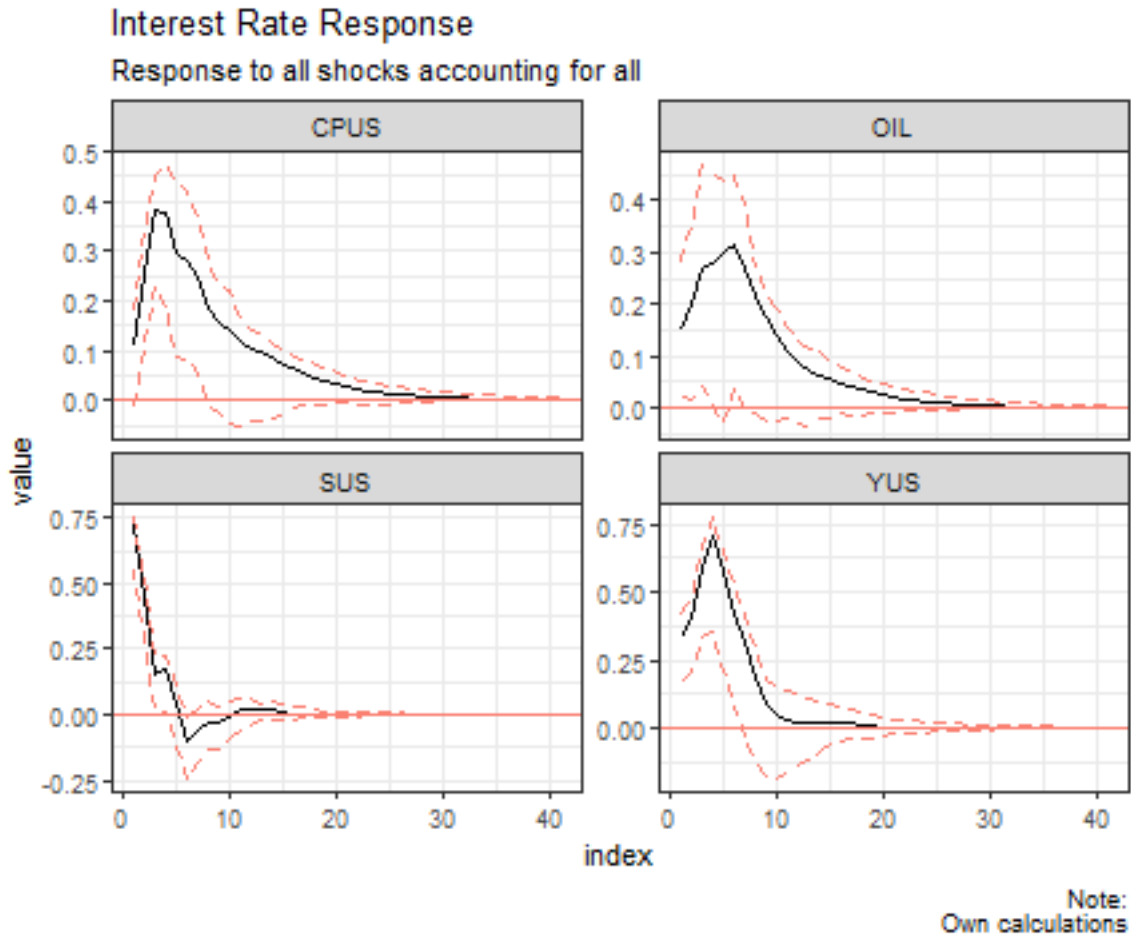 Interest Rate Response
Response to all shocks accounting for all
CPUS
OIL
0.5
0.4
0.3
0.2
0.1
0.0
0.4
0.3
0.2
0.1
0.0
value
SUS
YUS
0.75
0.50
0.25
0.00
-0.25
0.75
0.50
0.25
0.00
0 10 20 30 40
0 10 20 30 40
index
Note:
Own calculations